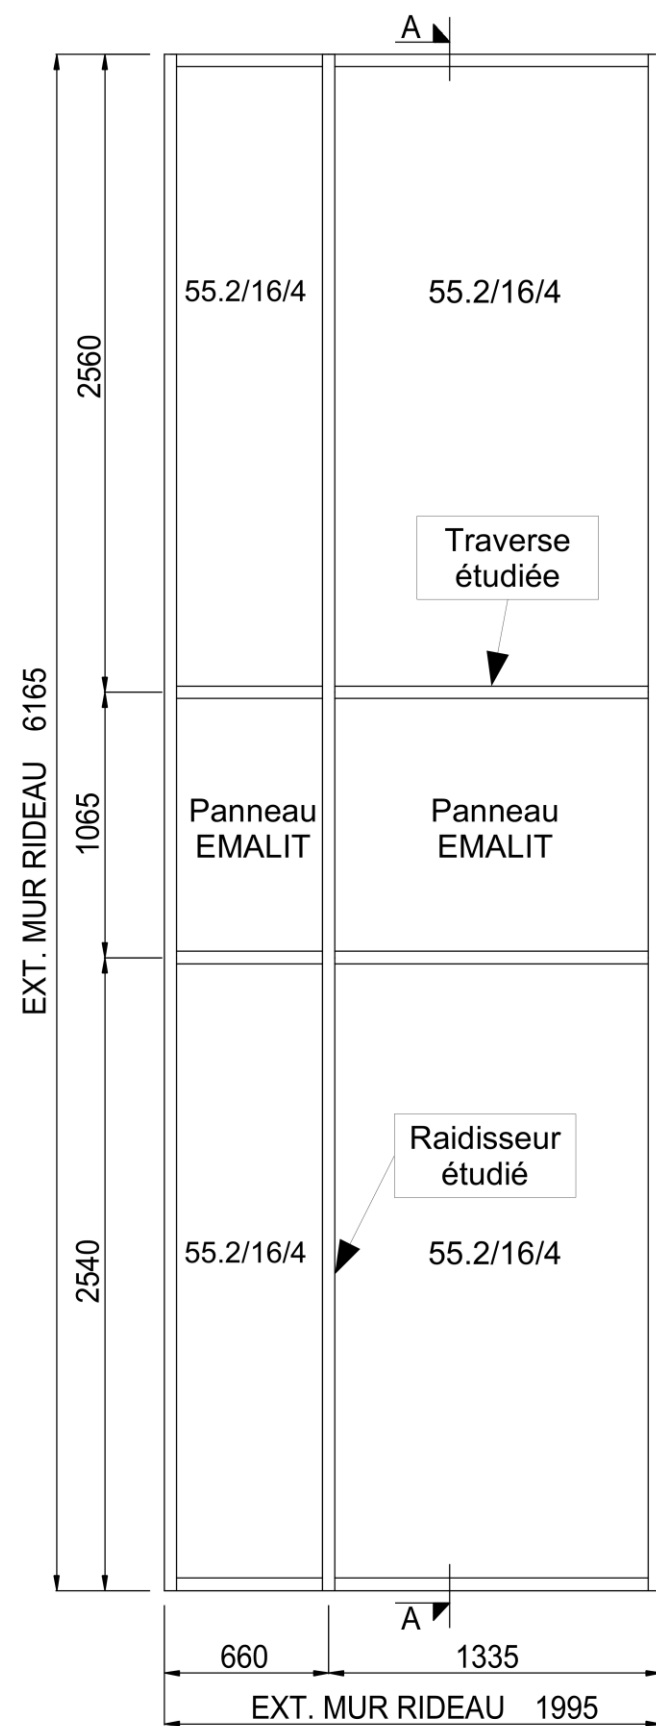 A
55.2/16/4
55.2/16/4
2560
Traverse
étudiée
EXT. MUR RIDEAU 6165
1065
Panneau
EMALIT
Panneau
EMALIT
Raidisseur
étudié
55.2/16/4
55.2/16/4
2540
A
660
1335
EXT. MUR RIDEAU 1995